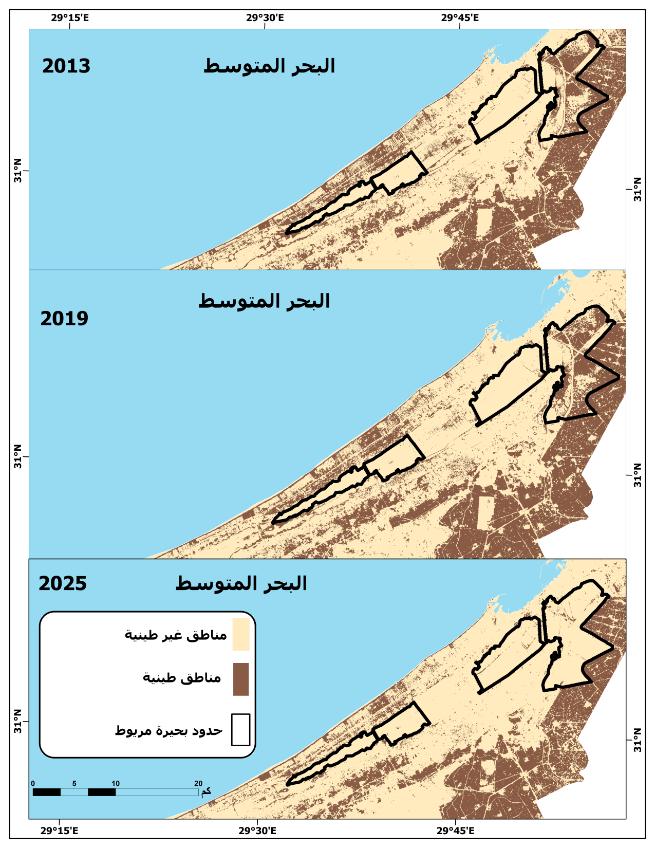 29°15'E 29°30'E 29°45'E
2013
البحر المتوسط
31°N
31°N
البحر المتوسط
2019
31°N
31°N
2025
البحر المتوسط
مناطق غير طينية
مناطق طينية
حدود بحيرة مريوط
31°N
31°N
0 5 10 20
كم
29°15'E 29°30'E 29°45'E